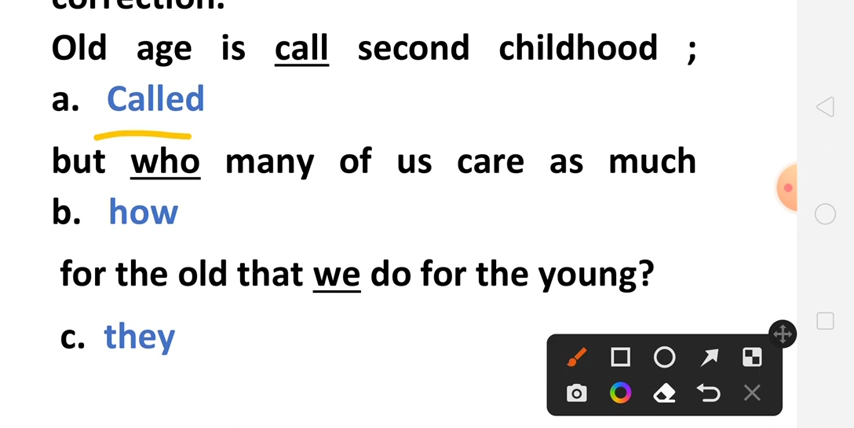 correction.
Old age is call second childhood ;
a. Called
but who many of us care as much
b. how
for the old that we do for the young?
c. they